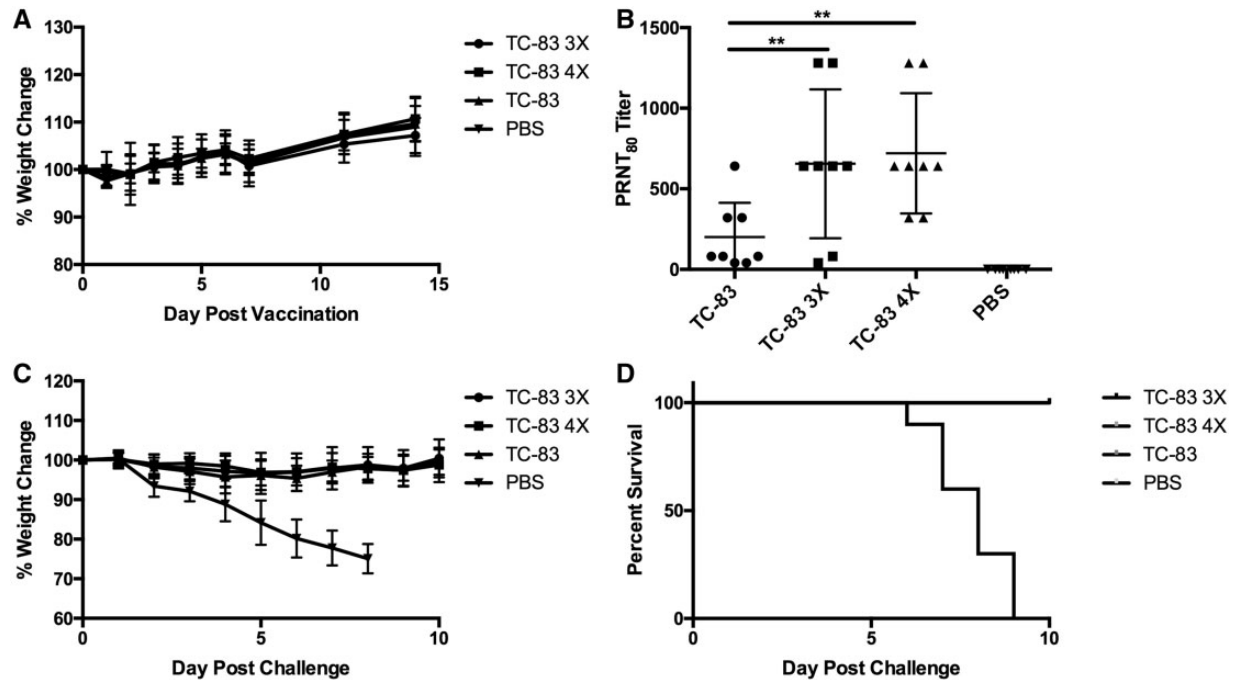 A
% Weight Change
130
120
110
100
90
80
0
5
10
15
Day Post Vaccination
TC-83 3X
TC-83 4X
TC-83
PBS
B
PRNT80 Titer
1500
1000
500
0
**
**
TC-83
TC-83 3X
TC-83 4X
PBS
C
% Weight Change
120
110
100
90
80
70
60
0
5
10
Day Post Challenge
TC-83 3X
TC-83 4X
TC-83
PBS
D
Percent Survival
100
50
0
0
5
10
Day Post Challenge
TC-83 3X
TC-83 4X
TC-83
PBS